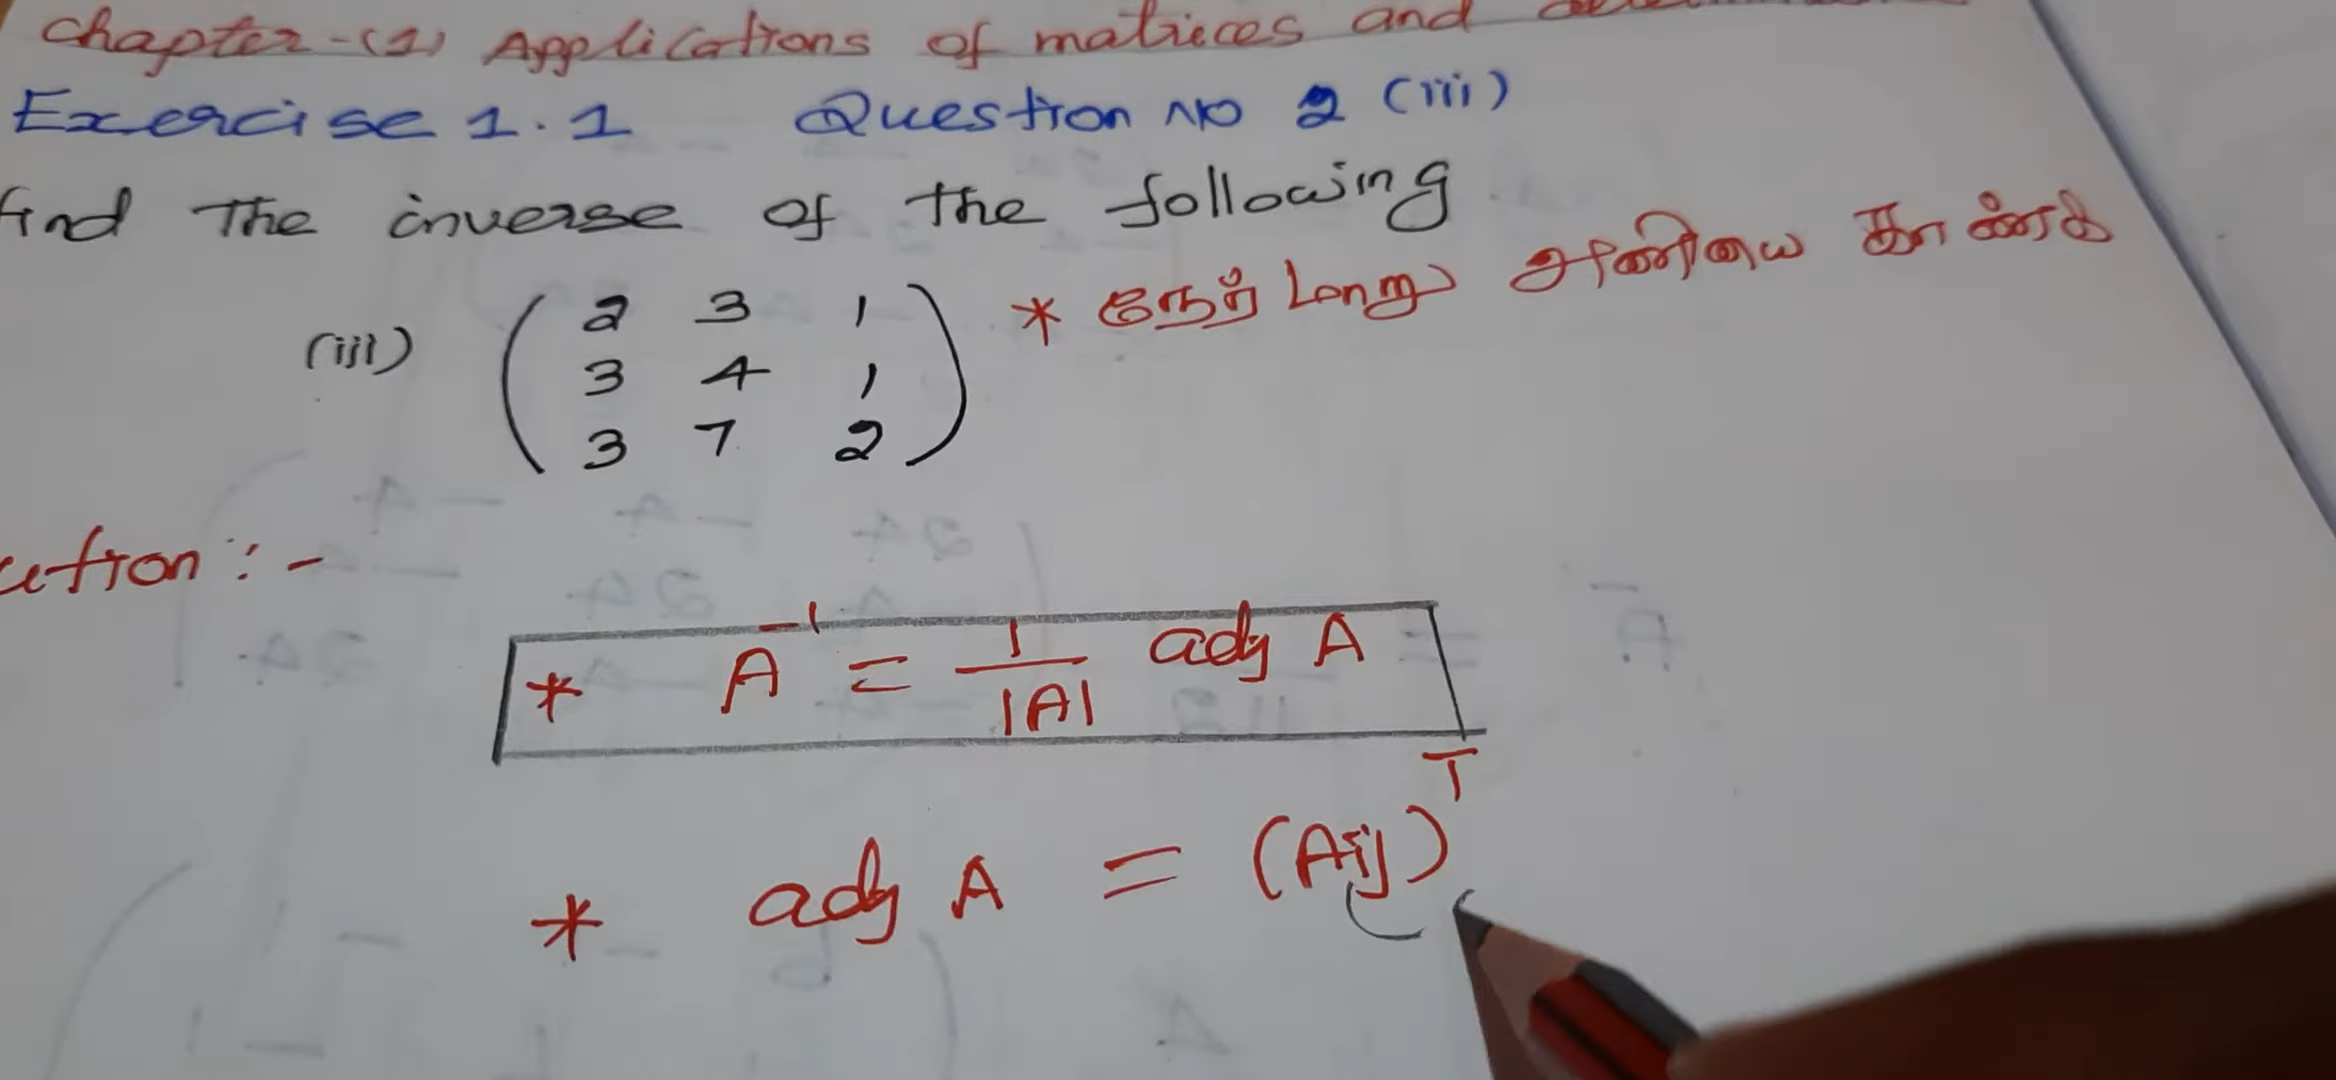 Chapter-(1) Applications of matrices and
Exercise 1.1 Question No 2 (iii)
find The inverse of the following
* நேர்மாறு அணியை காண்க
(iii) ( 2 3 1
3 4 1
3 7 2 )
ution:-
* A⁻¹ = 1/|A| adj A
* adj A = (Aij)ᵀ